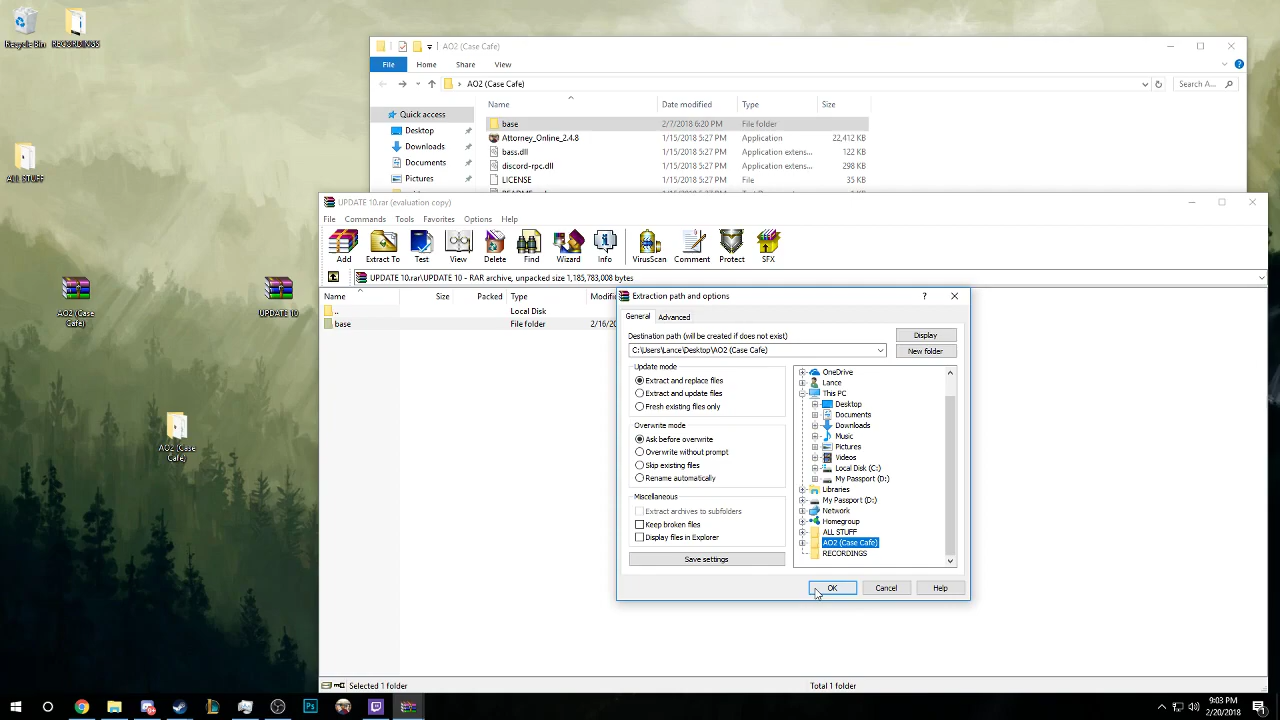 Recycle Bin
RECORDINGS
ALL STUFF
AO2 (Case Cafe)
UPDATE 10
AO2 (Case Cafe)
AO2 (Case Cafe)
File Home Share View
AO2 (Case Cafe)
Search A...
Quick access
Desktop
Downloads
Documents
Pictures
Name Date modified Type Size
base 2/7/2018 6:20 PM File folder
Attorney_Online_2.4.8 1/15/2018 5:27 PM Application 22,412 KB
bass.dll 1/15/2018 5:27 PM Application extens... 122 KB
discord-rpc.dll 1/15/2018 5:27 PM Application extens... 298 KB
LICENSE 1/15/2018 5:27 PM File 35 KB
UPDATE 10.rar (evaluation copy)
File Commands Tools Favorites Options Help
Add Extract To Test View Delete Find Wizard Info VirusScan Comment Protect SFX
UPDATE 10.rar\UPDATE 10 - RAR archive, unpacked size 1,185,783,008 bytes
Name Size Packed Type Modifi
.. Local Disk
base File folder 2/16/20
Extraction path and options
?
General Advanced
Destination path (will be created if does not exist)
C:\Users\Lance\Desktop\AO2 (Case Cafe)
Display
New folder
Update mode
Extract and replace files
Extract and update files
Fresh existing files only
Overwrite mode
Ask before overwrite
Overwrite without prompt
Skip existing files
Rename automatically
Miscellaneous
Extract archives to subfolders
Keep broken files
Display files in Explorer
Save settings
OneDrive
Lance
This PC
Desktop
Documents
Downloads
Music
Pictures
Videos
Local Disk (C:)
My Passport (D:)
Libraries
My Passport (D:)
Network
Homegroup
ALL STUFF
AO2 (Case Cafe)
RECORDINGS
OK Cancel Help
Selected 1 folder
Total 1 folder
9:03 PM
2/20/2018